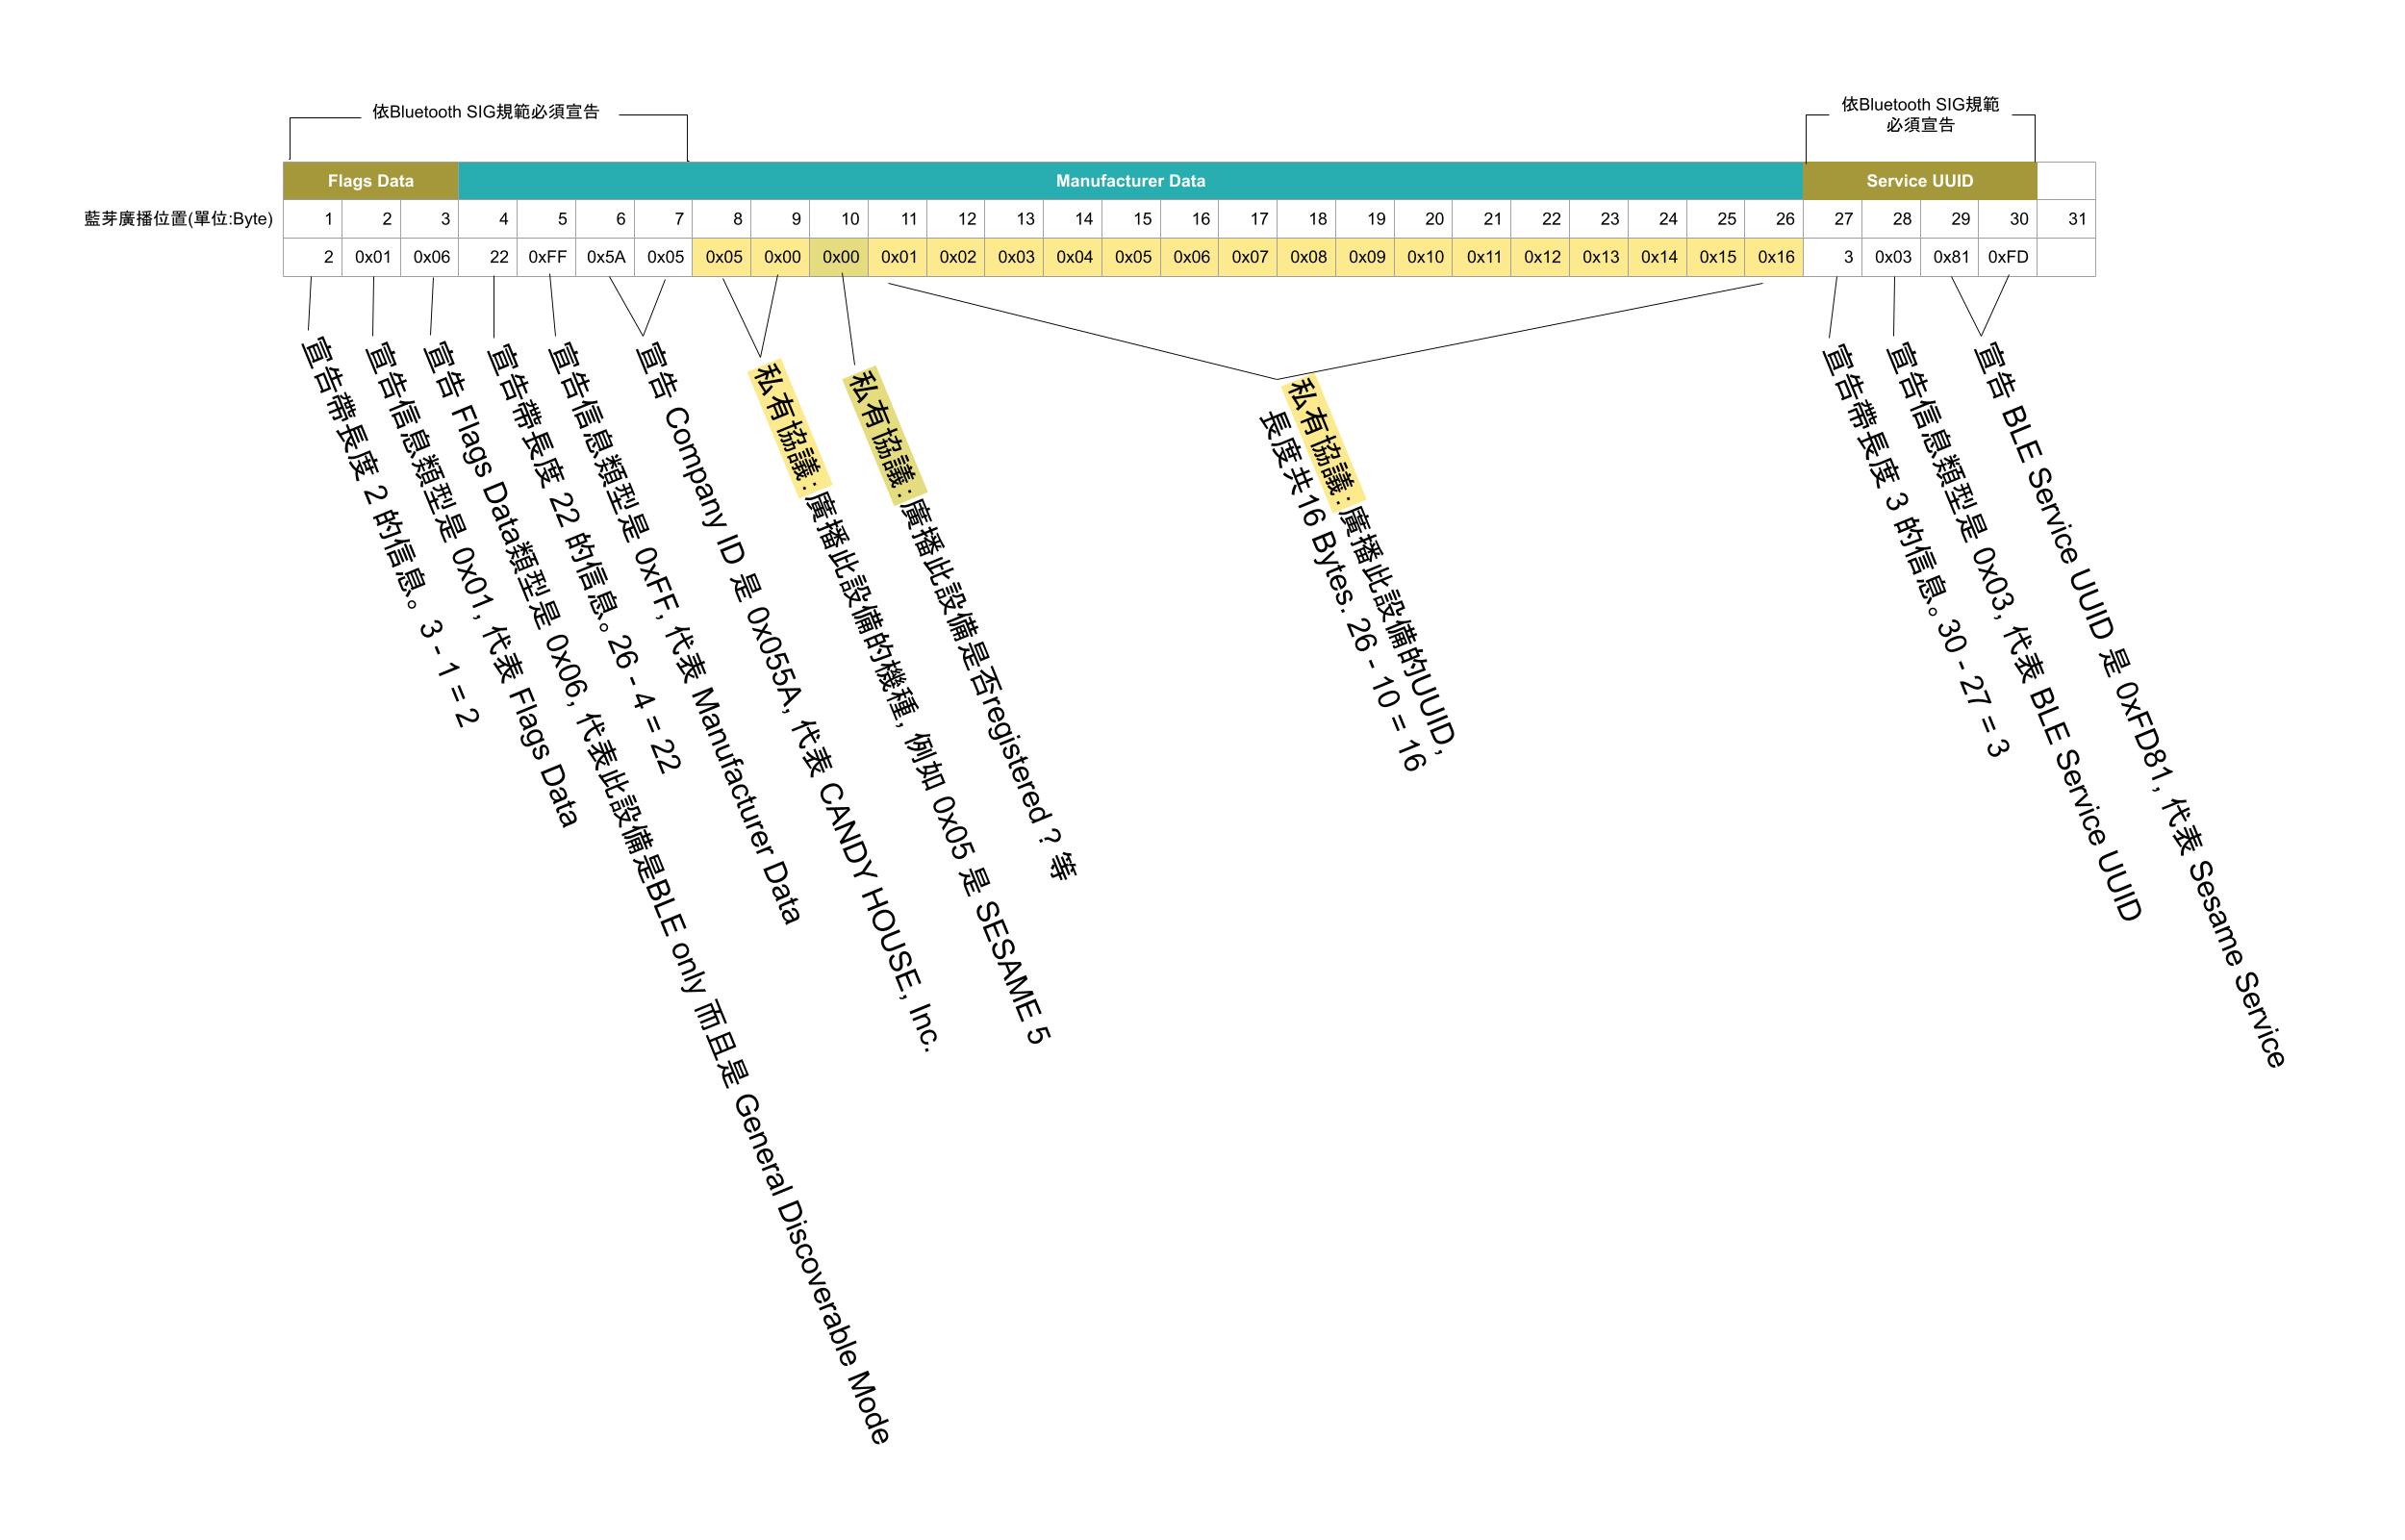 依Bluetooth SIG規範必須宣告
依Bluetooth SIG規範
必須宣告
Flags Data Manufacturer Data Service UUID
藍芽廣播位置(單位:Byte) 1 2 3 4 5 6 7 8 9 10 11 12 13 14 15 16 17 18 19 20 21 22 23 24 25 26 27 28 29 30 31
2 0x01 0x06 22 0xFF 0x5A 0x05 0x05 0x00 0x00 0x01 0x02 0x03 0x04 0x05 0x06 0x07 0x08 0x09 0x10 0x11 0x12 0x13 0x14 0x15 0x16 3 0x03 0x81 0xFD
宣告帶長度 2 的信息。 3 - 1 = 2
宣告信息類型是 0x01, 代表 Flags Data
宣告 Flags Data類型是 0x06, 代表此設備是BLE only 而且是 General Discoverable Mode
宣告帶長度 22 的信息。26 - 4 = 22
宣告信息類型是 0xFF, 代表 Manufacturer Data
宣告 Company ID 是 0x055A, 代表 CANDY HOUSE, Inc.
私有協議：廣播此設備的機種, 例如 0x05 是 SESAME 5
私有協議：廣播此設備是否registered？等
私有協議：廣播此設備的UUID,
長度共16 Bytes. 26 - 10 = 16
宣告帶長度 3 的信息。30 - 27 = 3
宣告信息類型是 0x03, 代表 BLE Service UUID
宣告 BLE Service UUID 是 0xFD81, 代表 Sesame Service